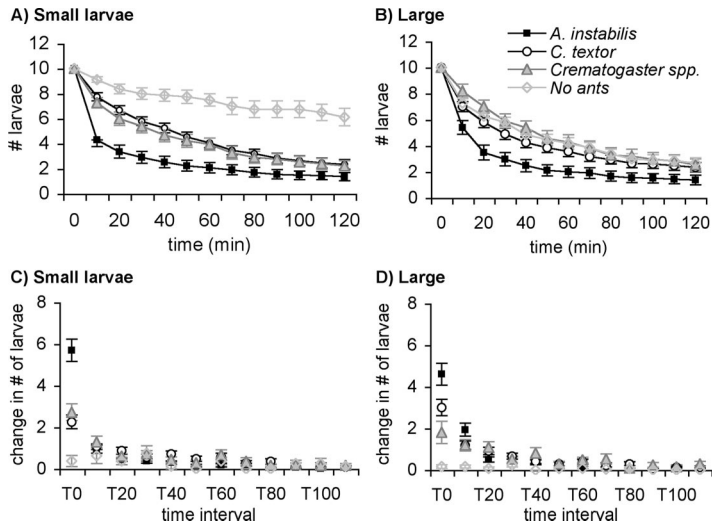 A) Small larvae
12
10
8
6
4
2
0
# larvae
0 20 40 60 80 100 120
time (min)
B) Large
A. instabilis
C. textor
Crematogaster spp.
No ants
12
10
8
6
4
2
0
# larvae
0 20 40 60 80 100 120
time (min)
C) Small larvae
8
6
4
2
0
change in # of larvae
T0 T20 T40 T60 T80 T100
time interval
D) Large
8
6
4
2
0
change in # of larvae
T0 T20 T40 T60 T80 T100
time interval